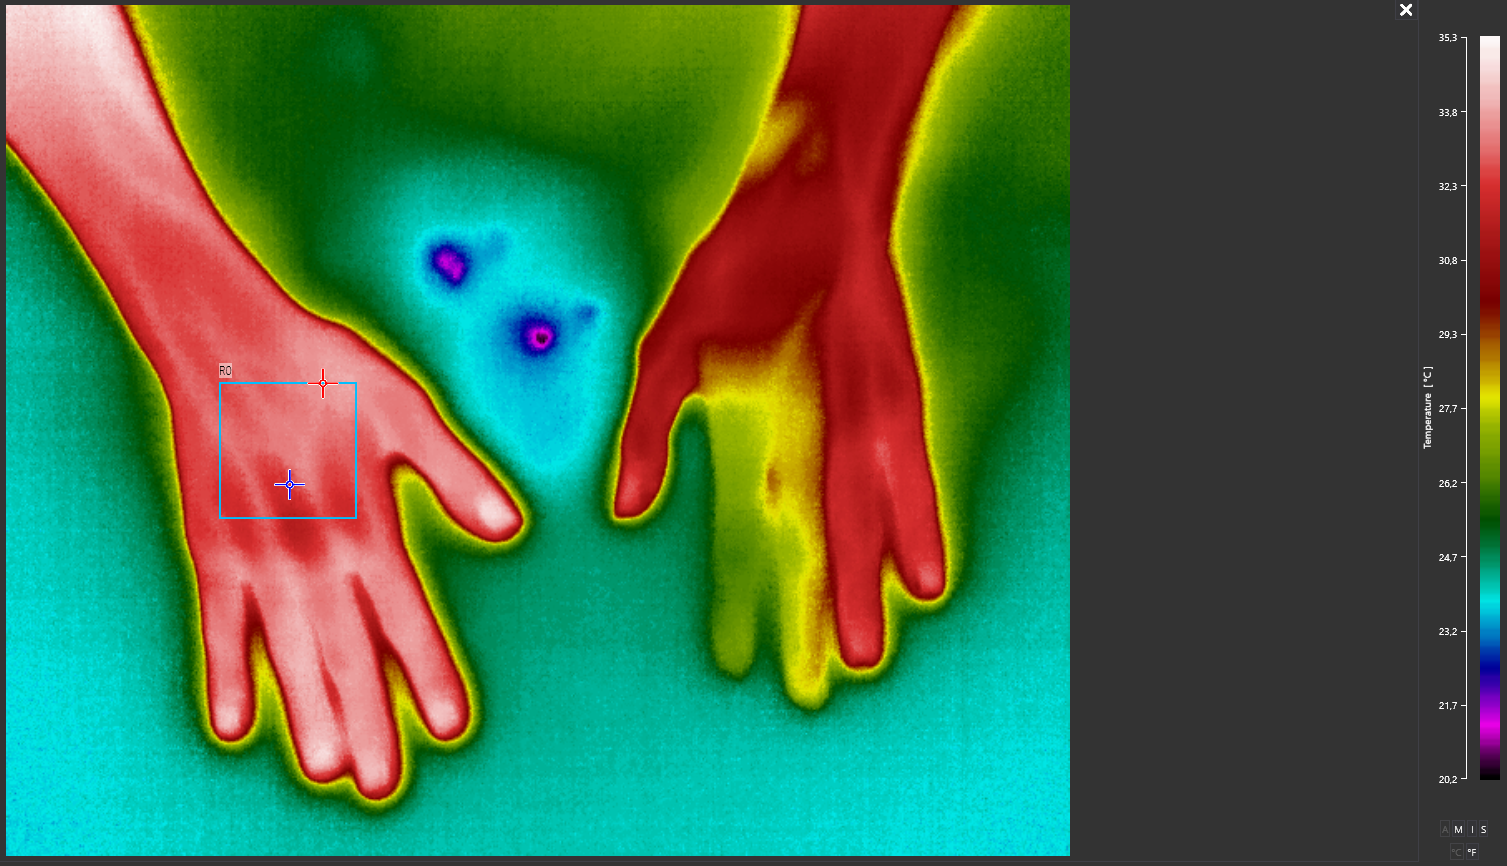 35,3
33,8
32,3
30,8
29,3
27,7
26,2
24,7
23,2
21,7
20,2
Temperature [°C]
R0
A M I S
°C °F